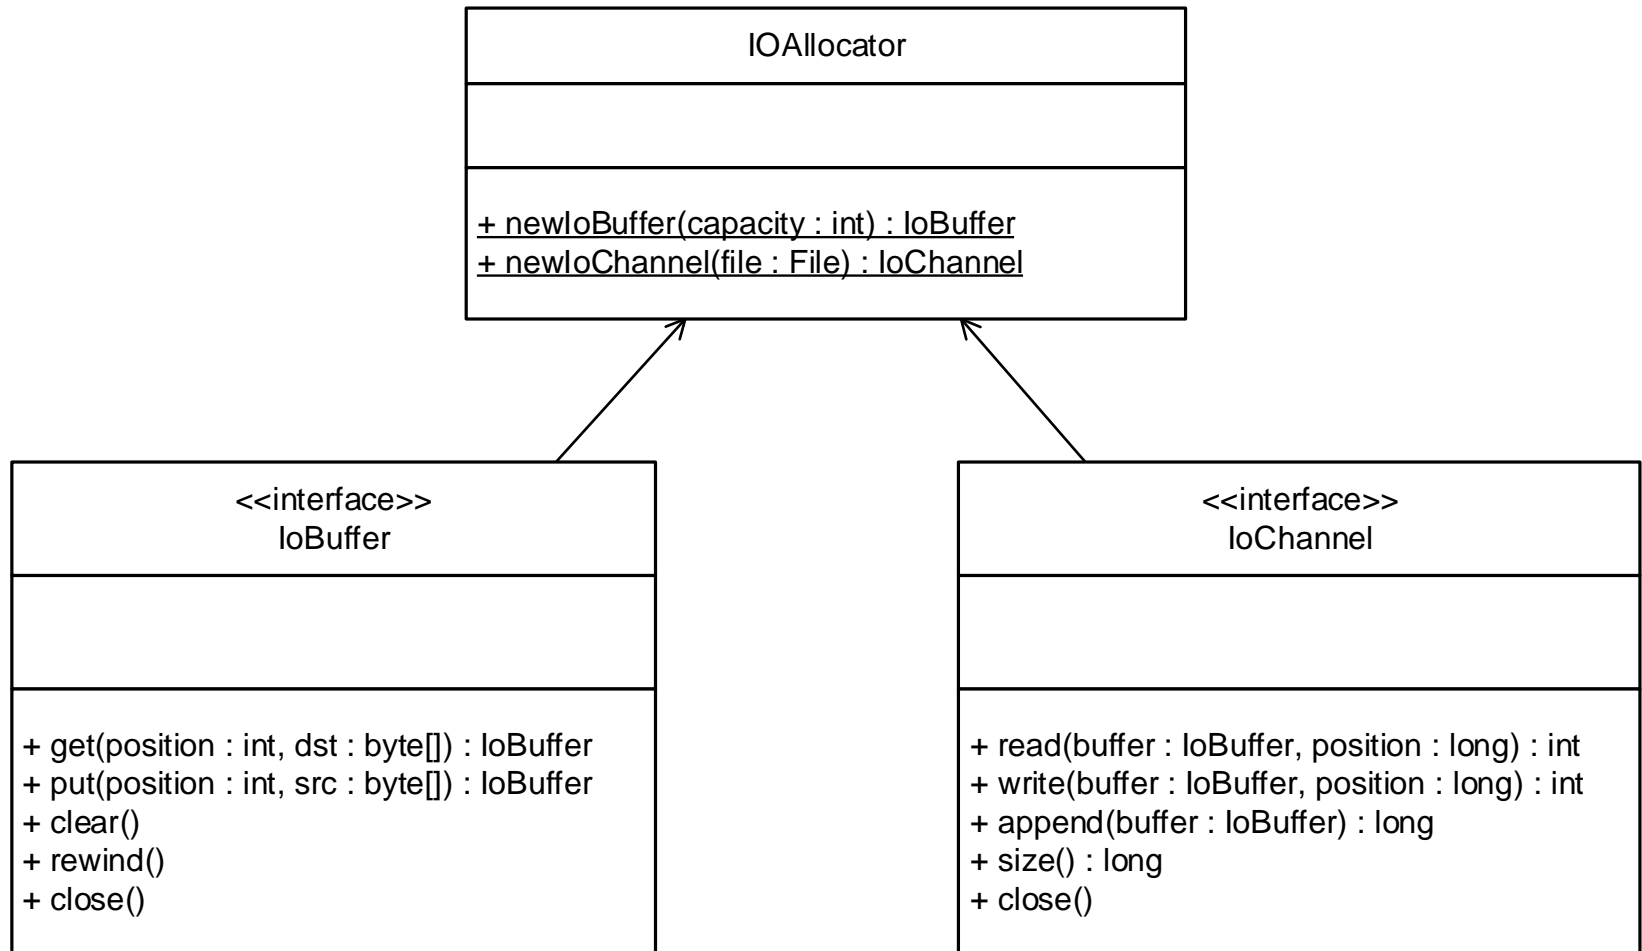 IOAllocator
+ newIoBuffer(capacity : int) : IoBuffer
+ newIoChannel(file : File) : IoChannel
<<interface>>
IoBuffer
+ get(position : int, dst : byte[]) : IoBuffer
+ put(position : int, src : byte[]) : IoBuffer
+ clear()
+ rewind()
+ close()
<<interface>>
IoChannel
+ read(buffer : IoBuffer, position : long) : int
+ write(buffer : IoBuffer, position : long) : int
+ append(buffer : IoBuffer) : long
+ size() : long
+ close()